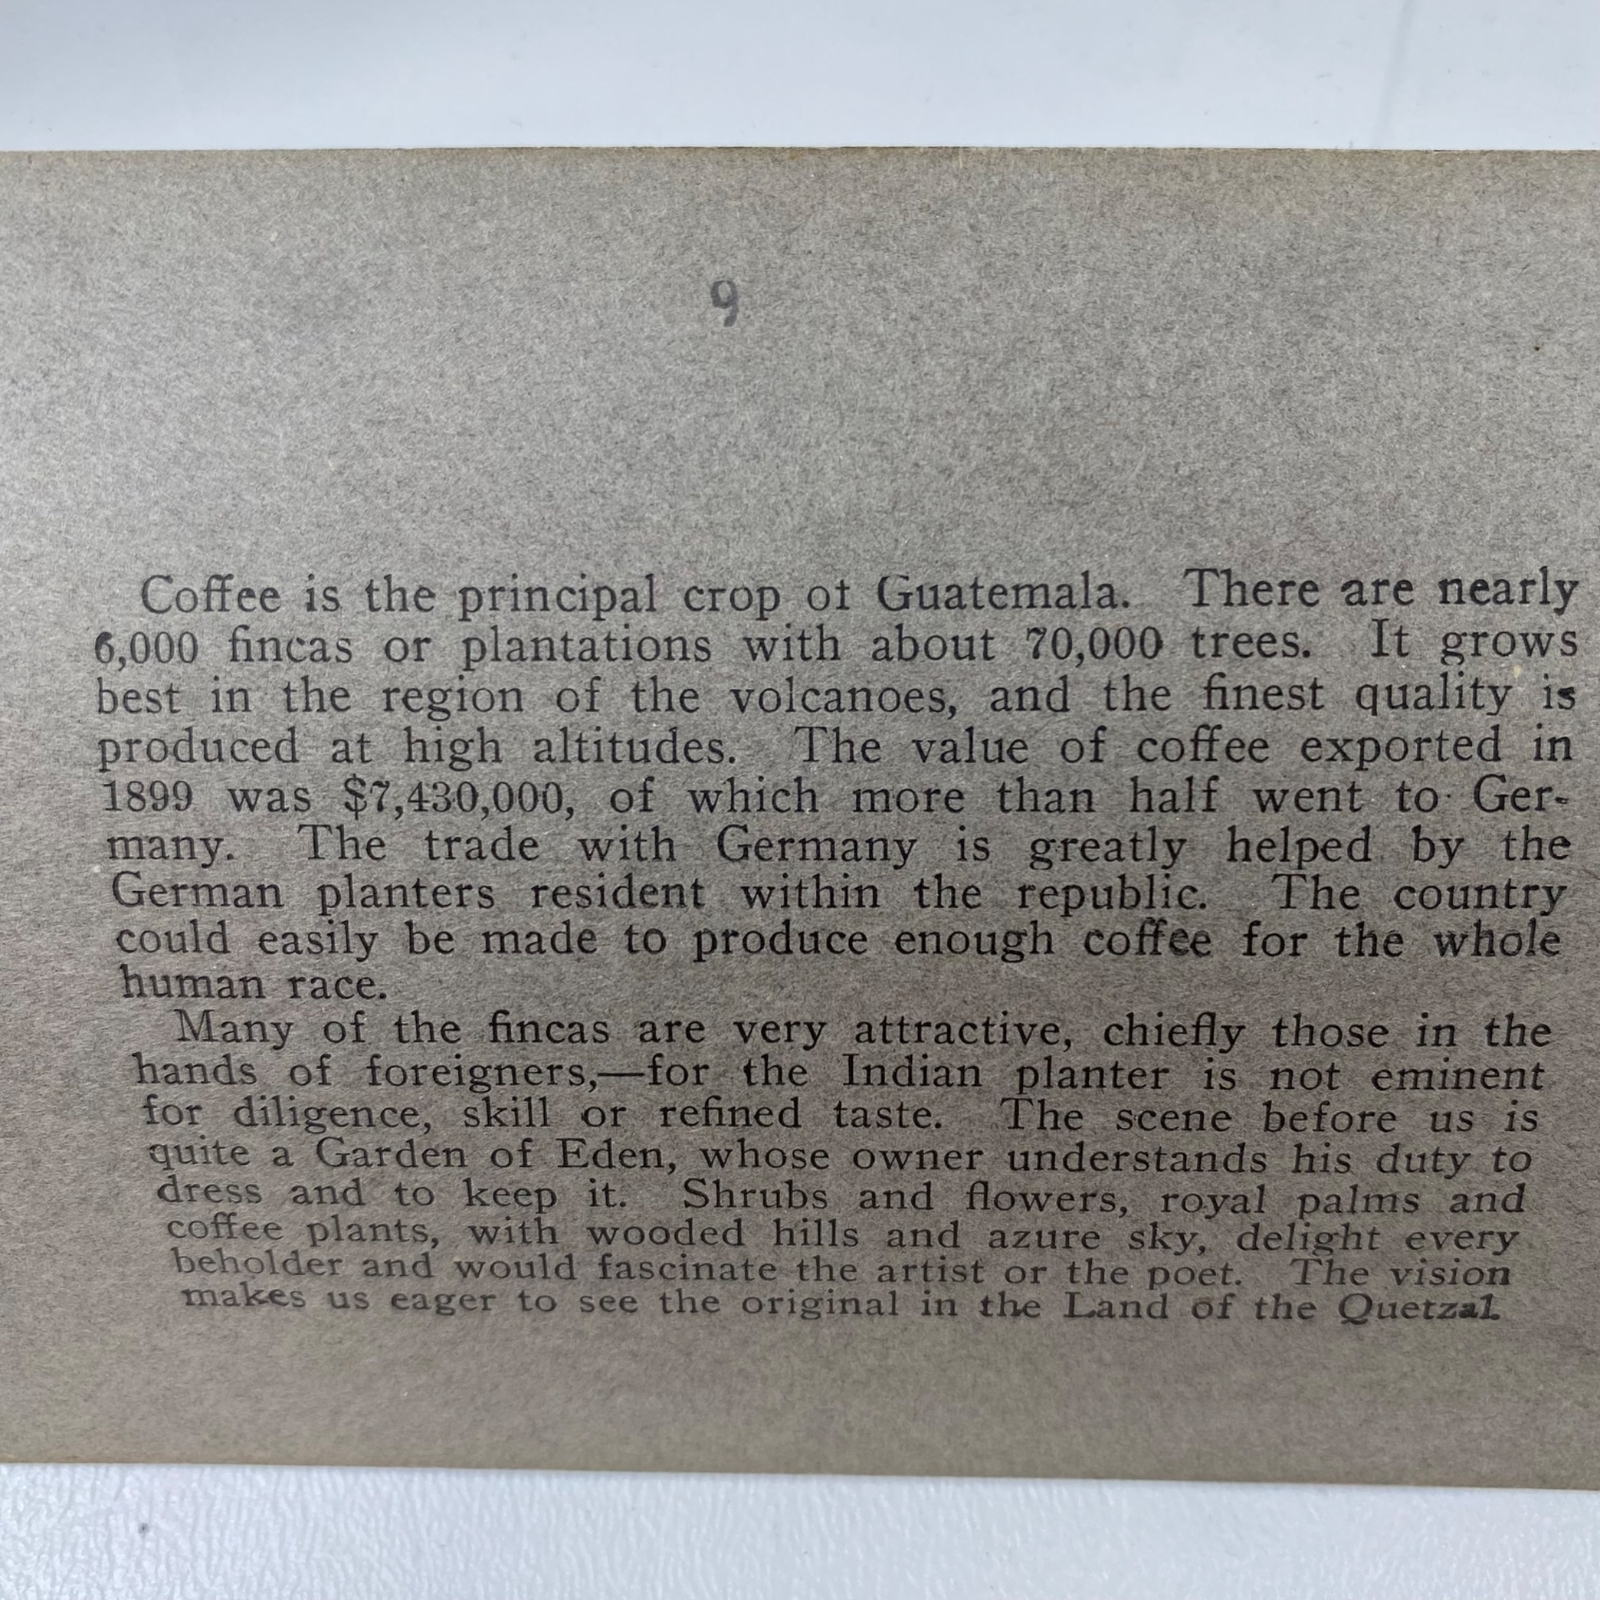 9
Coffee is the principal crop of Guatemala. There are nearly
6,000 fincas or plantations with about 70,000 trees. It grows
best in the region of the volcanoes, and the finest quality is
produced at high altitudes. The value of coffee exported in
1899 was $7,430,000, of which more than half went to Ger-
many. The trade with Germany is greatly helped by the
German planters resident within the republic. The country
could easily be made to produce enough coffee for the whole
human race.
Many of the fincas are very attractive, chiefly those in the
hands of foreigners,—for the Indian planter is not eminent
for diligence, skill or refined taste. The scene before us is
quite a Garden of Eden, whose owner understands his duty to
dress and to keep it. Shrubs and flowers, royal palms and
coffee plants, with wooded hills and azure sky, delight every
beholder and would fascinate the artist or the poet. The vision
makes us eager to see the original in the Land of the Quetzal.